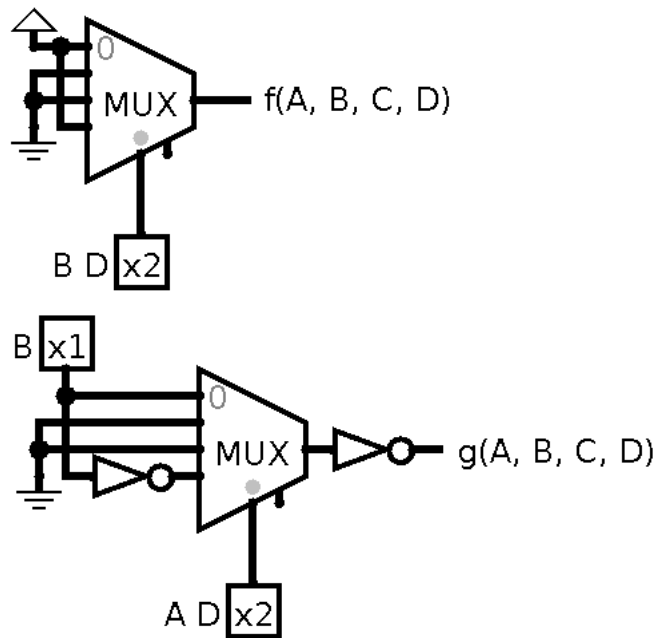 0
MUX
f(A, B, C, D)
B D x2
B x1
0
MUX
g(A, B, C, D)
A D x2